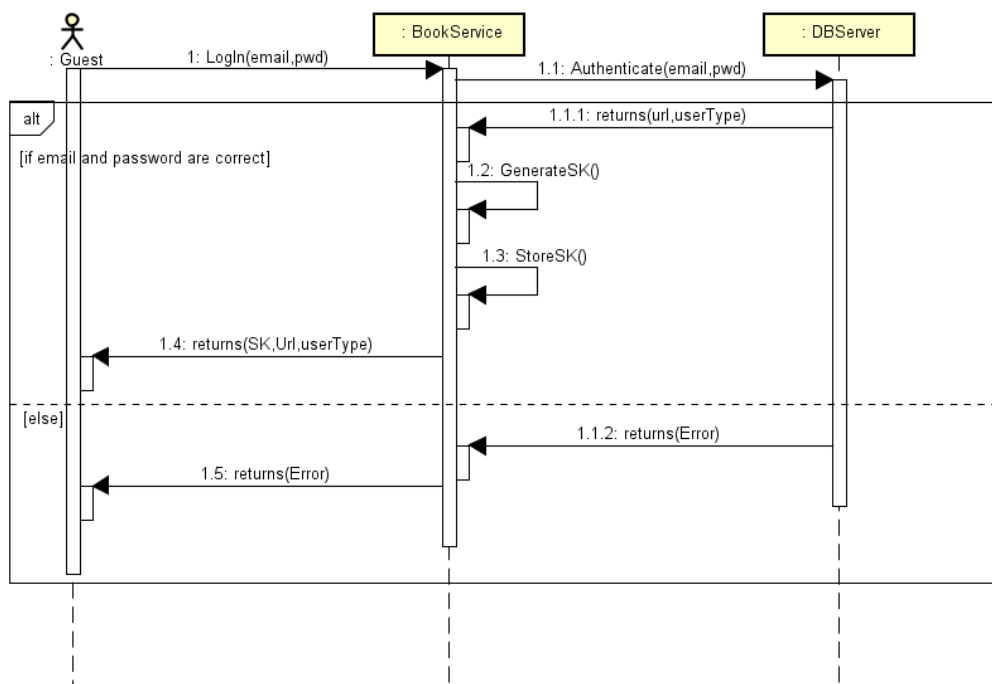 : Guest
: BookService
: DBServer
1: LogIn(email,pwd)
1.1: Authenticate(email,pwd)
alt
1.1.1: returns(url,userType)
[if email and password are correct]
1.2: GenerateSK()
1.3: StoreSK()
1.4: returns(SK,Url,userType)
[else]
1.1.2: returns(Error)
1.5: returns(Error)